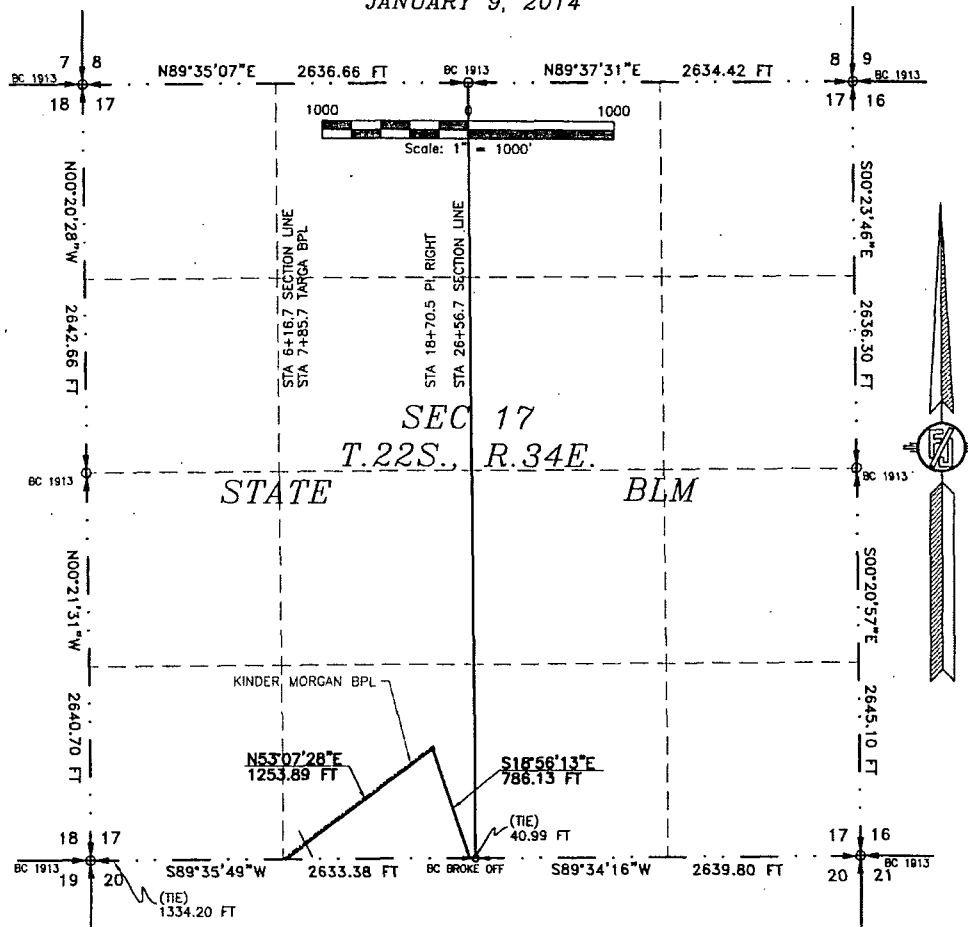 JANUARY 9, 2014
7 8
BC 1913
18 17
N89°35'07"E 2636.66 FT
BC 1913
N89°37'31"E 2634.42 FT
8 9
BC 1913
17 16
1000 0 1000
Scale: 1" = 1000'
N00°20'28"W 2642.66 FT
S00°23'46"E 2636.30 FT
STA 6+16.7 SECTION LINE
STA 7+85.7 TARGA BPL
STA 18+70.5 PI RIGHT
STA 26+56.7 SECTION LINE
SEC 17
T.22S., R.34E.
BC 1913
BC 1913
STATE
BLM
N00°21'31"W 2640.70 FT
S00°20'57"E 2645.10 FT
KINDER MORGAN BPL
N53°07'28"E
1253.89 FT
S18°56'13"E
786.13 FT
(TIE)
40.99 FT
18 17
BC 1913
19 20
S89°35'49"W 2633.38 FT
BC BROKE OFF
S89°34'16"W 2639.80 FT
17 16
BC 1913
20 21
(TIE)
1334.20 FT